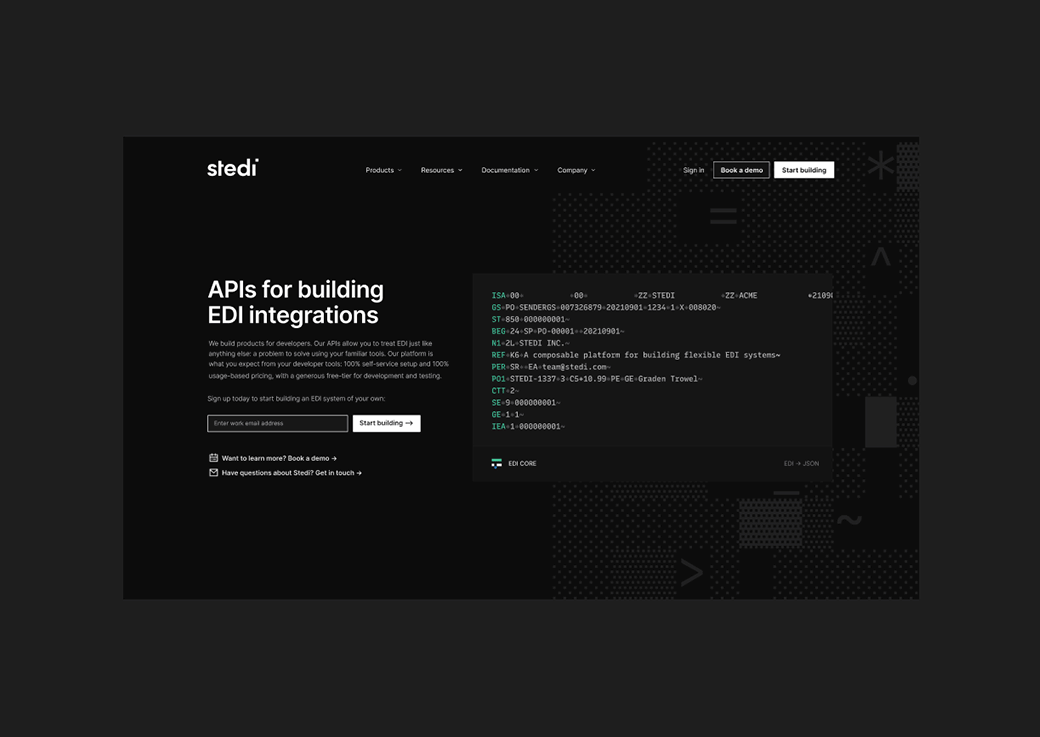 stedi
Products
Resources
Documentation
Company
Sign in
Book a demo
Start building
APIs for building
EDI integrations
We build products for developers. Our APIs allow you to treat EDI just like
anything else: a problem to solve using your familiar tools. Our platform is
what you expect from your developer tools: 100% self-service setup and 100%
usage-based pricing, with a generous free-tier for development and testing.
Sign up today to start building an EDI system of your own:
Enter work email address
Start building →
Want to learn more? Book a demo →
Have questions about Stedi? Get in touch →
ISA*00* *00* *ZZ*STEDI *ZZ*ACME *2109
GS*PO*SENDERGS*007326879*20210901*1234*1*X*008020~
ST*850*000000001~
BEG*24*SP*PO-00001**20210901~
N1*2L*STEDI INC.~
REF*K6*A composable platform for building flexible EDI systems~
PER*SR**EA*team@stedi.com~
PO1*STEDI-1337*3*CS*10.99*PE*GE*Graden Trowel~
CTT*2~
SE*9*000000001~
GE*1*1~
IEA*1*000000001~
EDI CORE
EDI → JSON
* = ^ ~ >